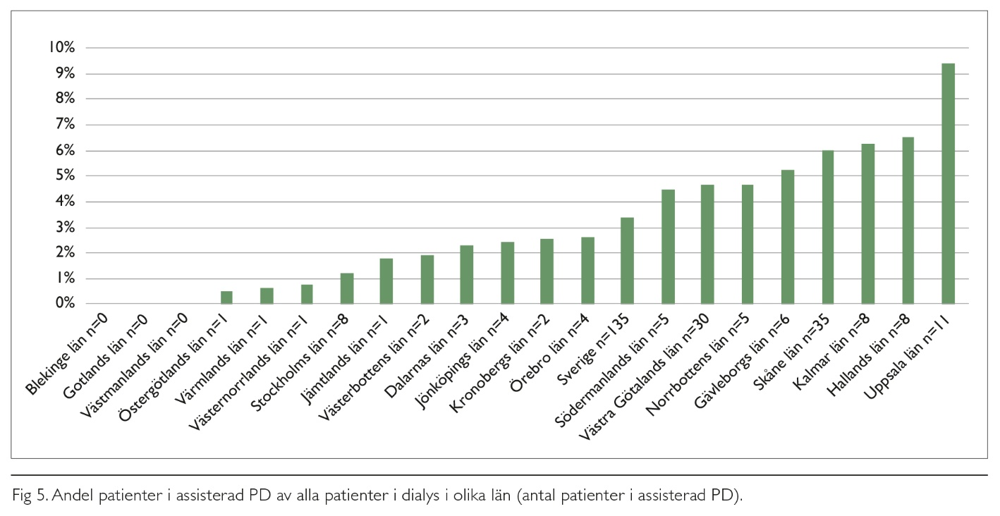 10%
9%
8%
7%
6%
5%
4%
3%
2%
1%
0%
Blekinge län n=0
Gotlands län n=0
Västmanlands län n=0
Östergötlands län n=1
Värmlands län n=1
Västernorrlands län n=1
Stockholms län n=8
Jämtlands län n=1
Västerbottens län n=2
Dalarnas län n=3
Jönköpings län n=4
Kronobergs län n=2
Örebro län n=4
Sverige n=135
Södermanlands län n=5
Västra Götalands län n=30
Norrbottens län n=5
Gävleborgs län n=6
Skåne län n=35
Kalmar län n=8
Hallands län n=8
Uppsala län n=11
Fig 5. Andel patienter i assisterad PD av alla patienter i dialys i olika län (antal patienter i assisterad PD).